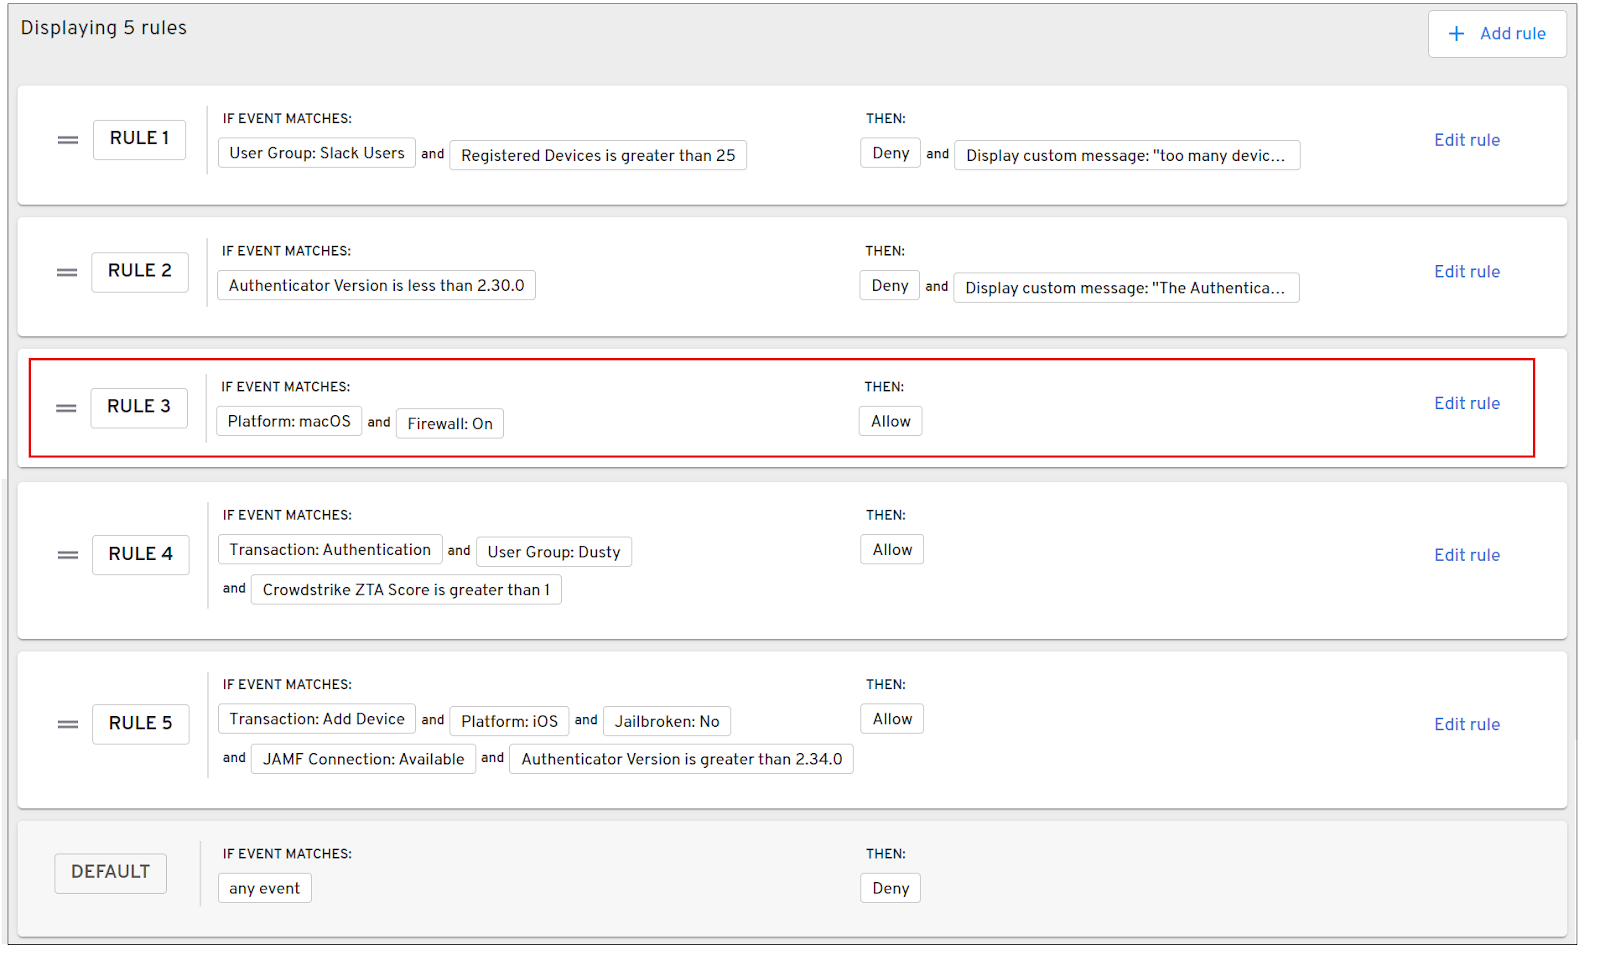 Displaying 5 rules
+ Add rule
IF EVENT MATCHES: THEN:
RULE 1 User Group: Slack Users and Registered Devices is greater than 25 Deny and Display custom message: "too many devic... Edit rule
IF EVENT MATCHES: THEN:
RULE 2 Authenticator Version is less than 2.30.0 Deny and Display custom message: "The Authentica... Edit rule
IF EVENT MATCHES: THEN:
RULE 3 Platform: macOS and Firewall: On Allow Edit rule
IF EVENT MATCHES: THEN:
RULE 4 Transaction: Authentication and User Group: Dusty Allow Edit rule
and Crowdstrike ZTA Score is greater than 1
IF EVENT MATCHES: THEN:
RULE 5 Transaction: Add Device and Platform: iOS and Jailbroken: No Allow Edit rule
and JAMF Connection: Available and Authenticator Version is greater than 2.34.0
IF EVENT MATCHES: THEN:
DEFAULT any event Deny